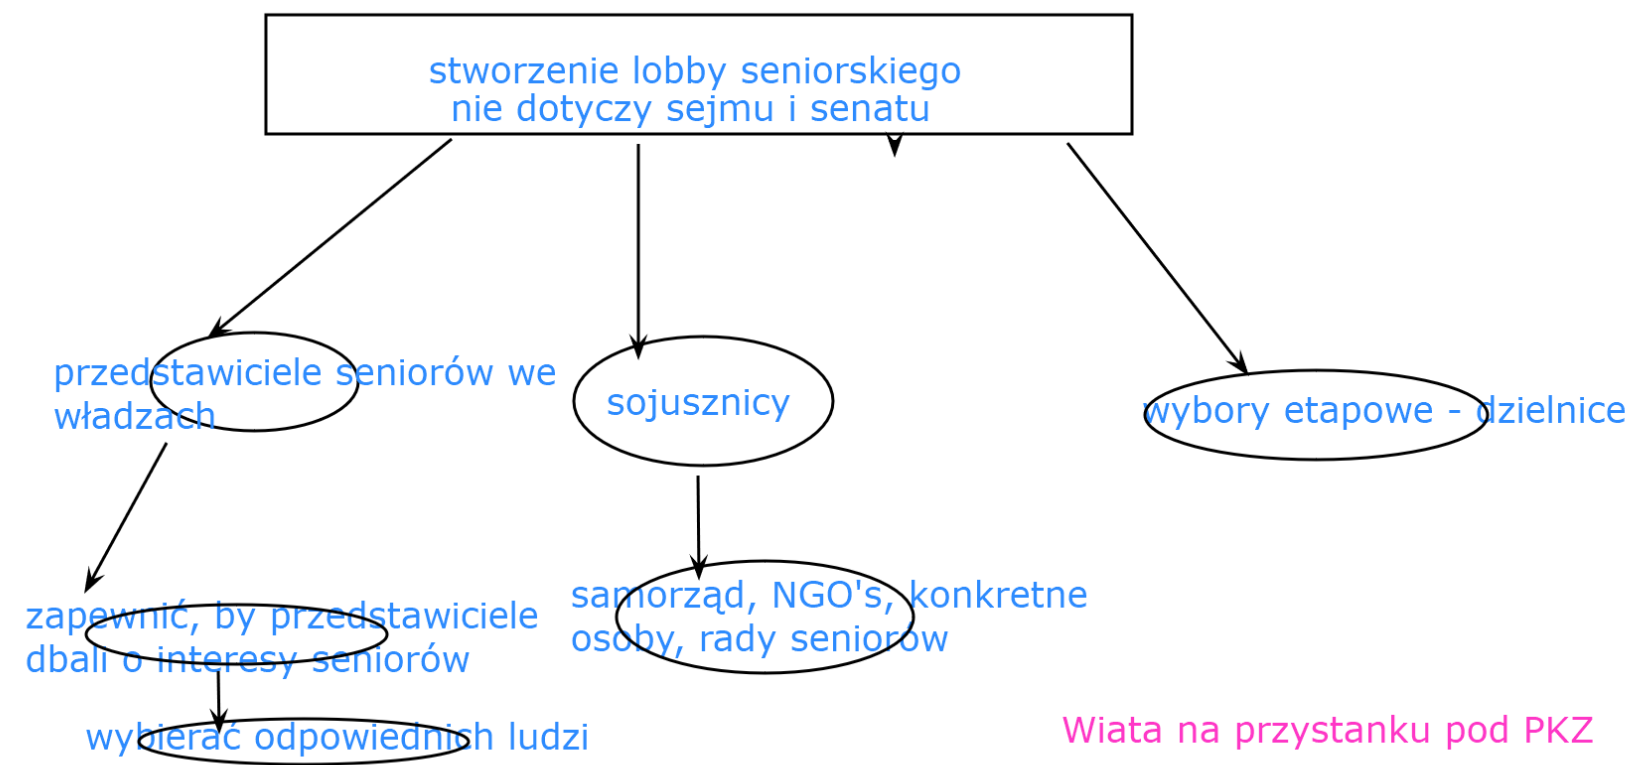 stworzenie lobby seniorskiego
nie dotyczy sejmu i senatu
przedstawiciele seniorów we
władzach
sojusznicy
wybory etapowe - dzielnice
zapewnić, by przedstawiciele
dbali o interesy seniorów
samorząd, NGO's, konkretne
osoby, rady seniorów
wybierać odpowiednich ludzi
Wiata na przystanku pod PKZ